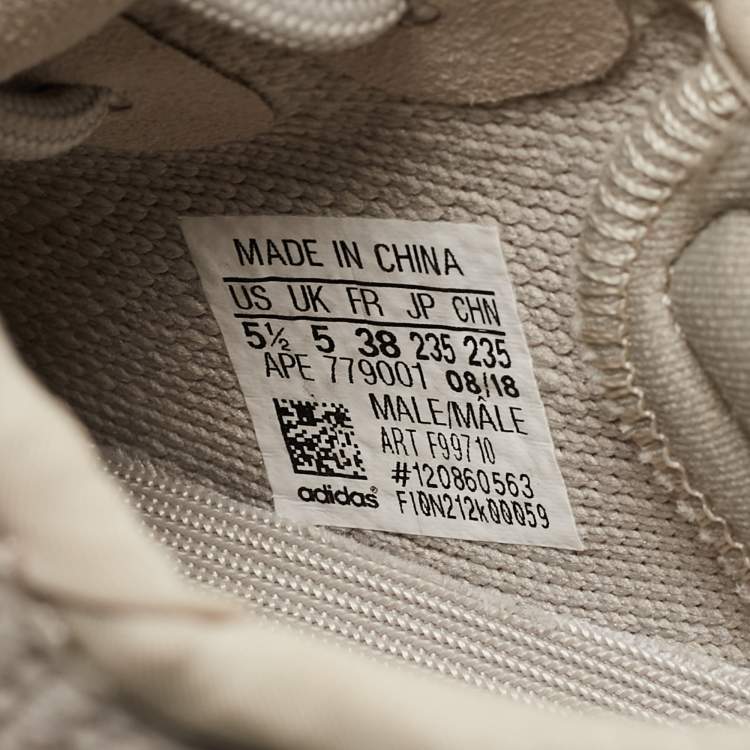 MADE IN CHINA
US UK FR JP CHN
5½ 5 38 235 235
APE 779001 08/18
MALE/MÂLE
ART F99710
#120860563
adidas® F10N212k00059